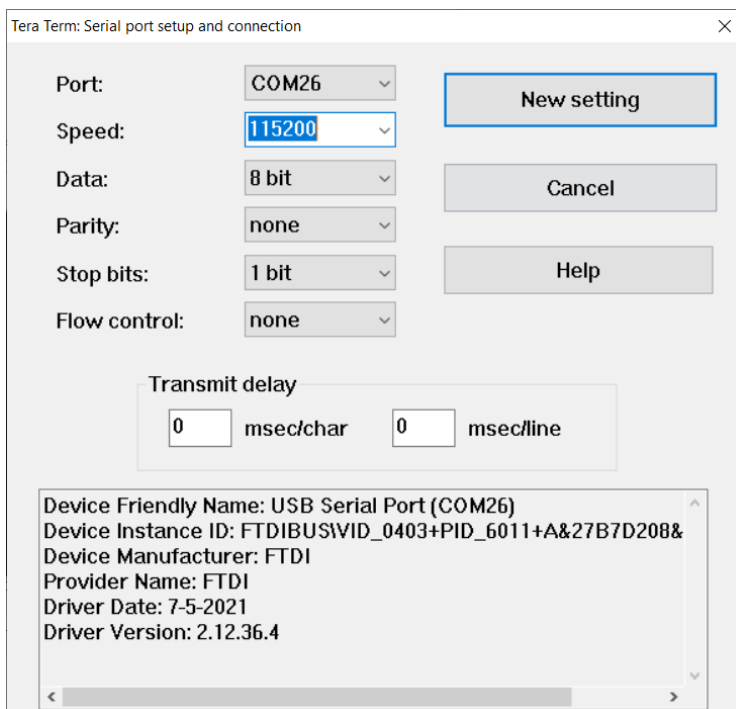 Tera Term: Serial port setup and connection
Port: COM26 New setting
Speed: 115200
Data: 8 bit Cancel
Parity: none
Stop bits: 1 bit Help
Flow control: none
Transmit delay
0 msec/char 0 msec/line
Device Friendly Name: USB Serial Port (COM26)
Device Instance ID: FTDIBUS\VID_0403+PID_6011+A&27B7D208&
Device Manufacturer: FTDI
Provider Name: FTDI
Driver Date: 7-5-2021
Driver Version: 2.12.36.4